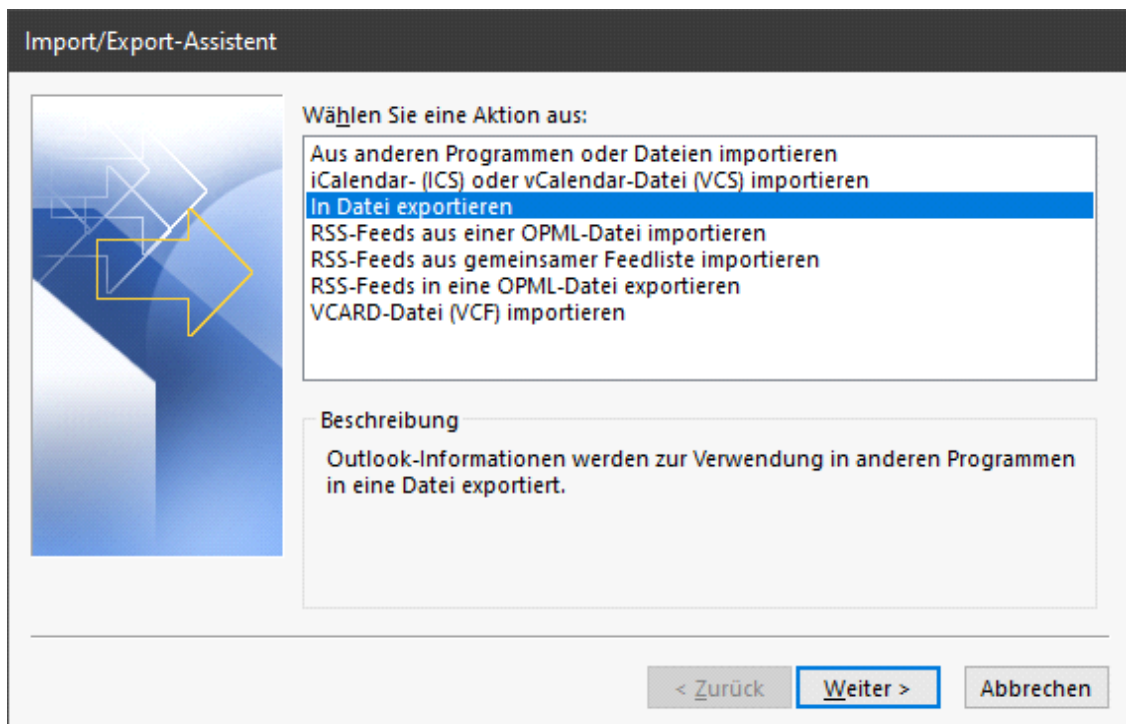 Import/Export-Assistent
Wählen Sie eine Aktion aus:
Aus anderen Programmen oder Dateien importieren
iCalendar- (ICS) oder vCalendar-Datei (VCS) importieren
In Datei exportieren
RSS-Feeds aus einer OPML-Datei importieren
RSS-Feeds aus gemeinsamer Feedliste importieren
RSS-Feeds in eine OPML-Datei exportieren
VCARD-Datei (VCF) importieren
Beschreibung
Outlook-Informationen werden zur Verwendung in anderen Programmen
in eine Datei exportiert.
< Zurück Weiter > Abbrechen